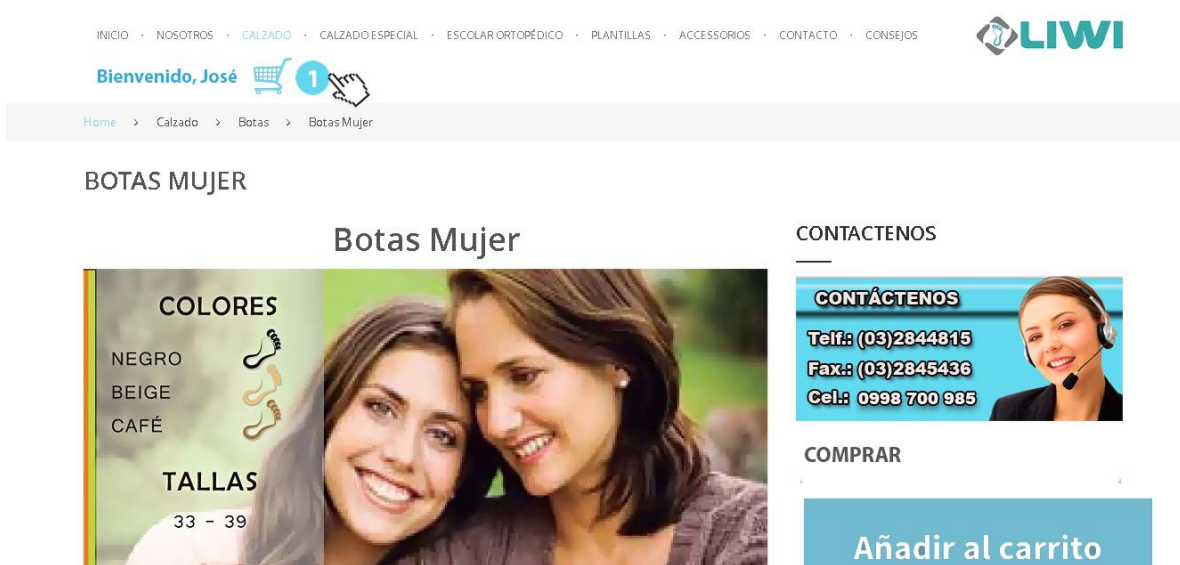 INICIO · NOSOTROS · CALZADO · CALZADO ESPECIAL · ESCOLAR ORTOPÉDICO · PLANTILLAS · ACCESSORIOS · CONTACTO · CONSEJOS
LIWI
Bienvenido, José
1
Home > Calzado > Botas > Botas Mujer
BOTAS MUJER
Botas Mujer
COLORES
NEGRO
BEIGE
CAFÉ
TALLAS
33 - 39
CONTACTENOS
CONTÁCTENOS
Telf.: (03)2844815
Fax.: (03)2845436
Cel.: 0998 700 985
COMPRAR
Añadir al carrito